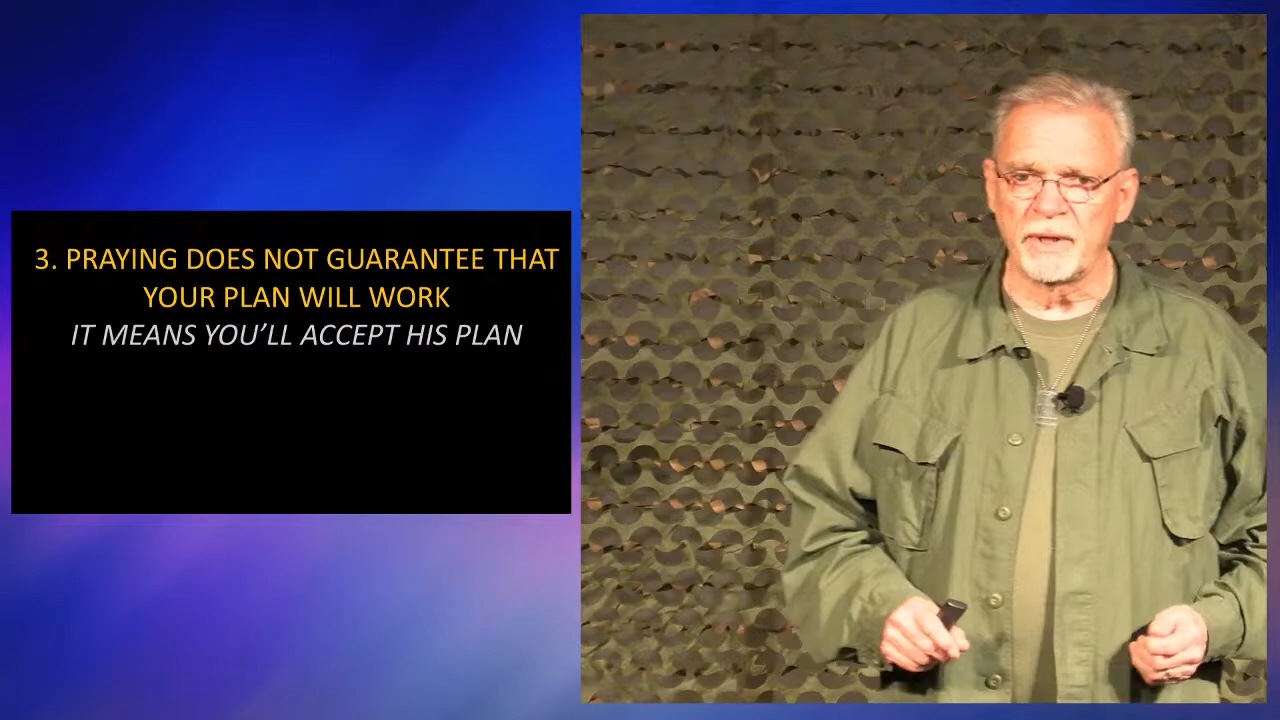 3. PRAYING DOES NOT GUARANTEE THAT
YOUR PLAN WILL WORK
IT MEANS YOU’LL ACCEPT HIS PLAN